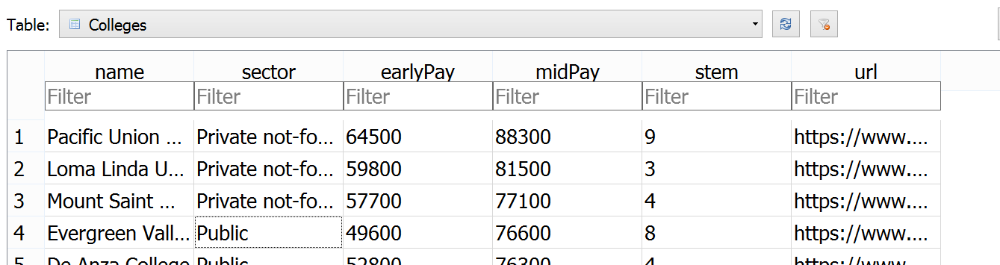 Table: Colleges
name sector earlyPay midPay stem url
Filter Filter Filter Filter Filter Filter
1 Pacific Union ... Private not-fo... 64500 88300 9 https://www....
2 Loma Linda U... Private not-fo... 59800 81500 3 https://www....
3 Mount Saint ... Private not-fo... 57700 77100 4 https://www....
4 Evergreen Vall... Public 49600 76600 8 https://www....
5 De Anza College Public 52800 76300 4 https://www....